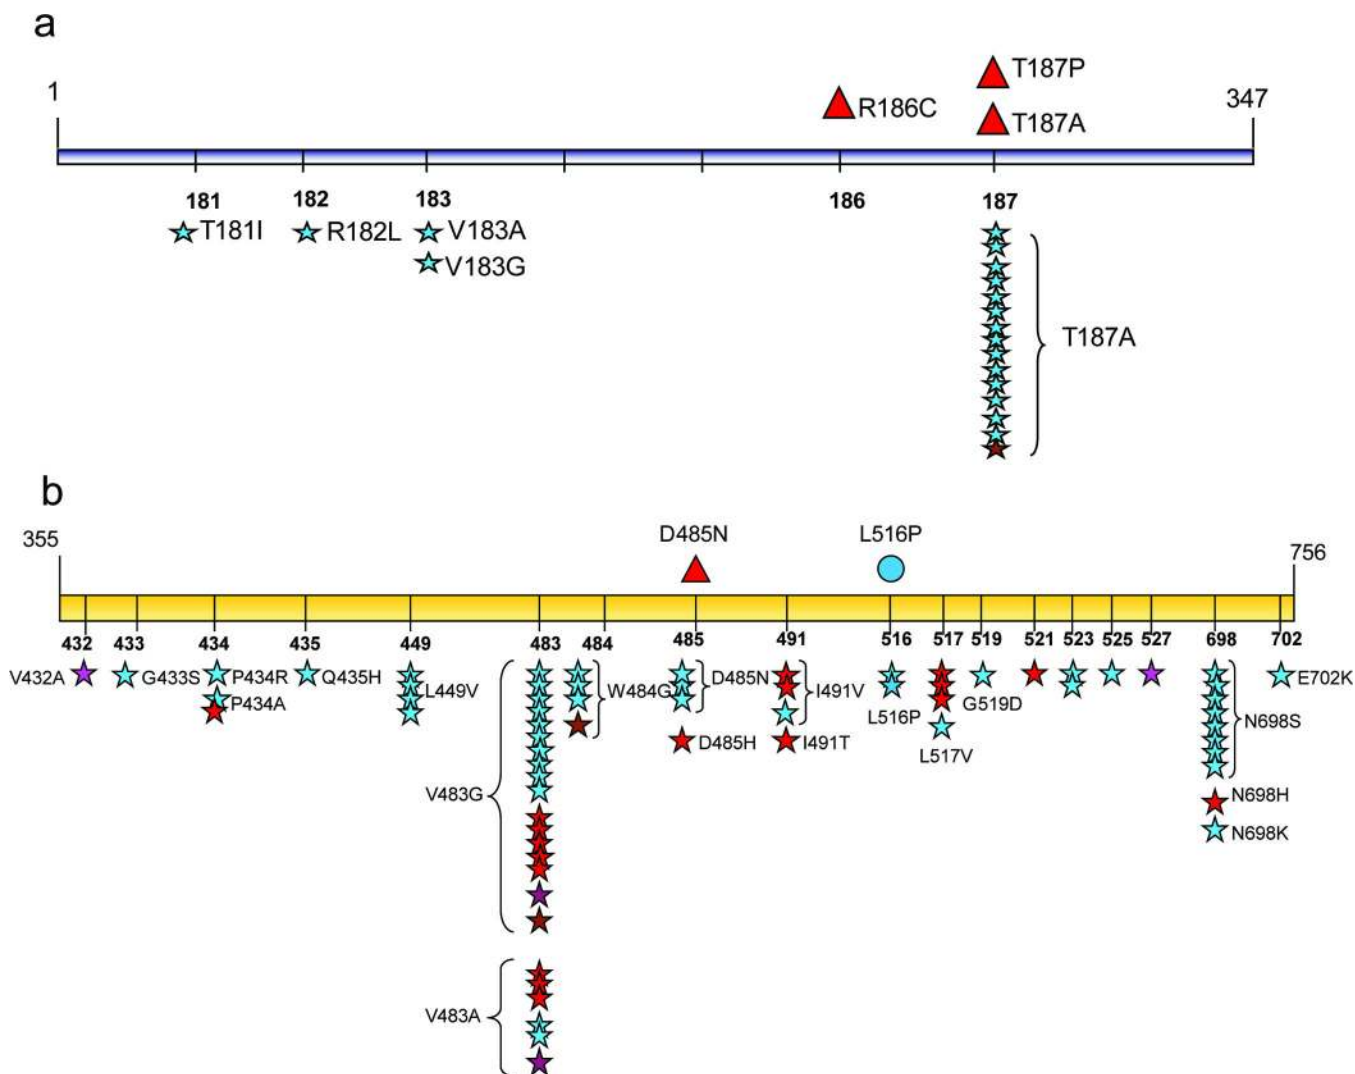 a
T187P
1
R186C
347
T187A
181
182
183
186
187
T181I
R182L
V183A
V183G
T187A
b
D485N
L516P
355
756
432
433
434
435
449
483
484
485
491
516
517
519
521
523
525
527
698
702
V432A
G433S
P434R
Q435H
L449V
W484G
D485N
I491V
E702K
P434A
L516P
G519D
N698S
D485H
I491T
L517V
V483G
N698H
N698K
V483A